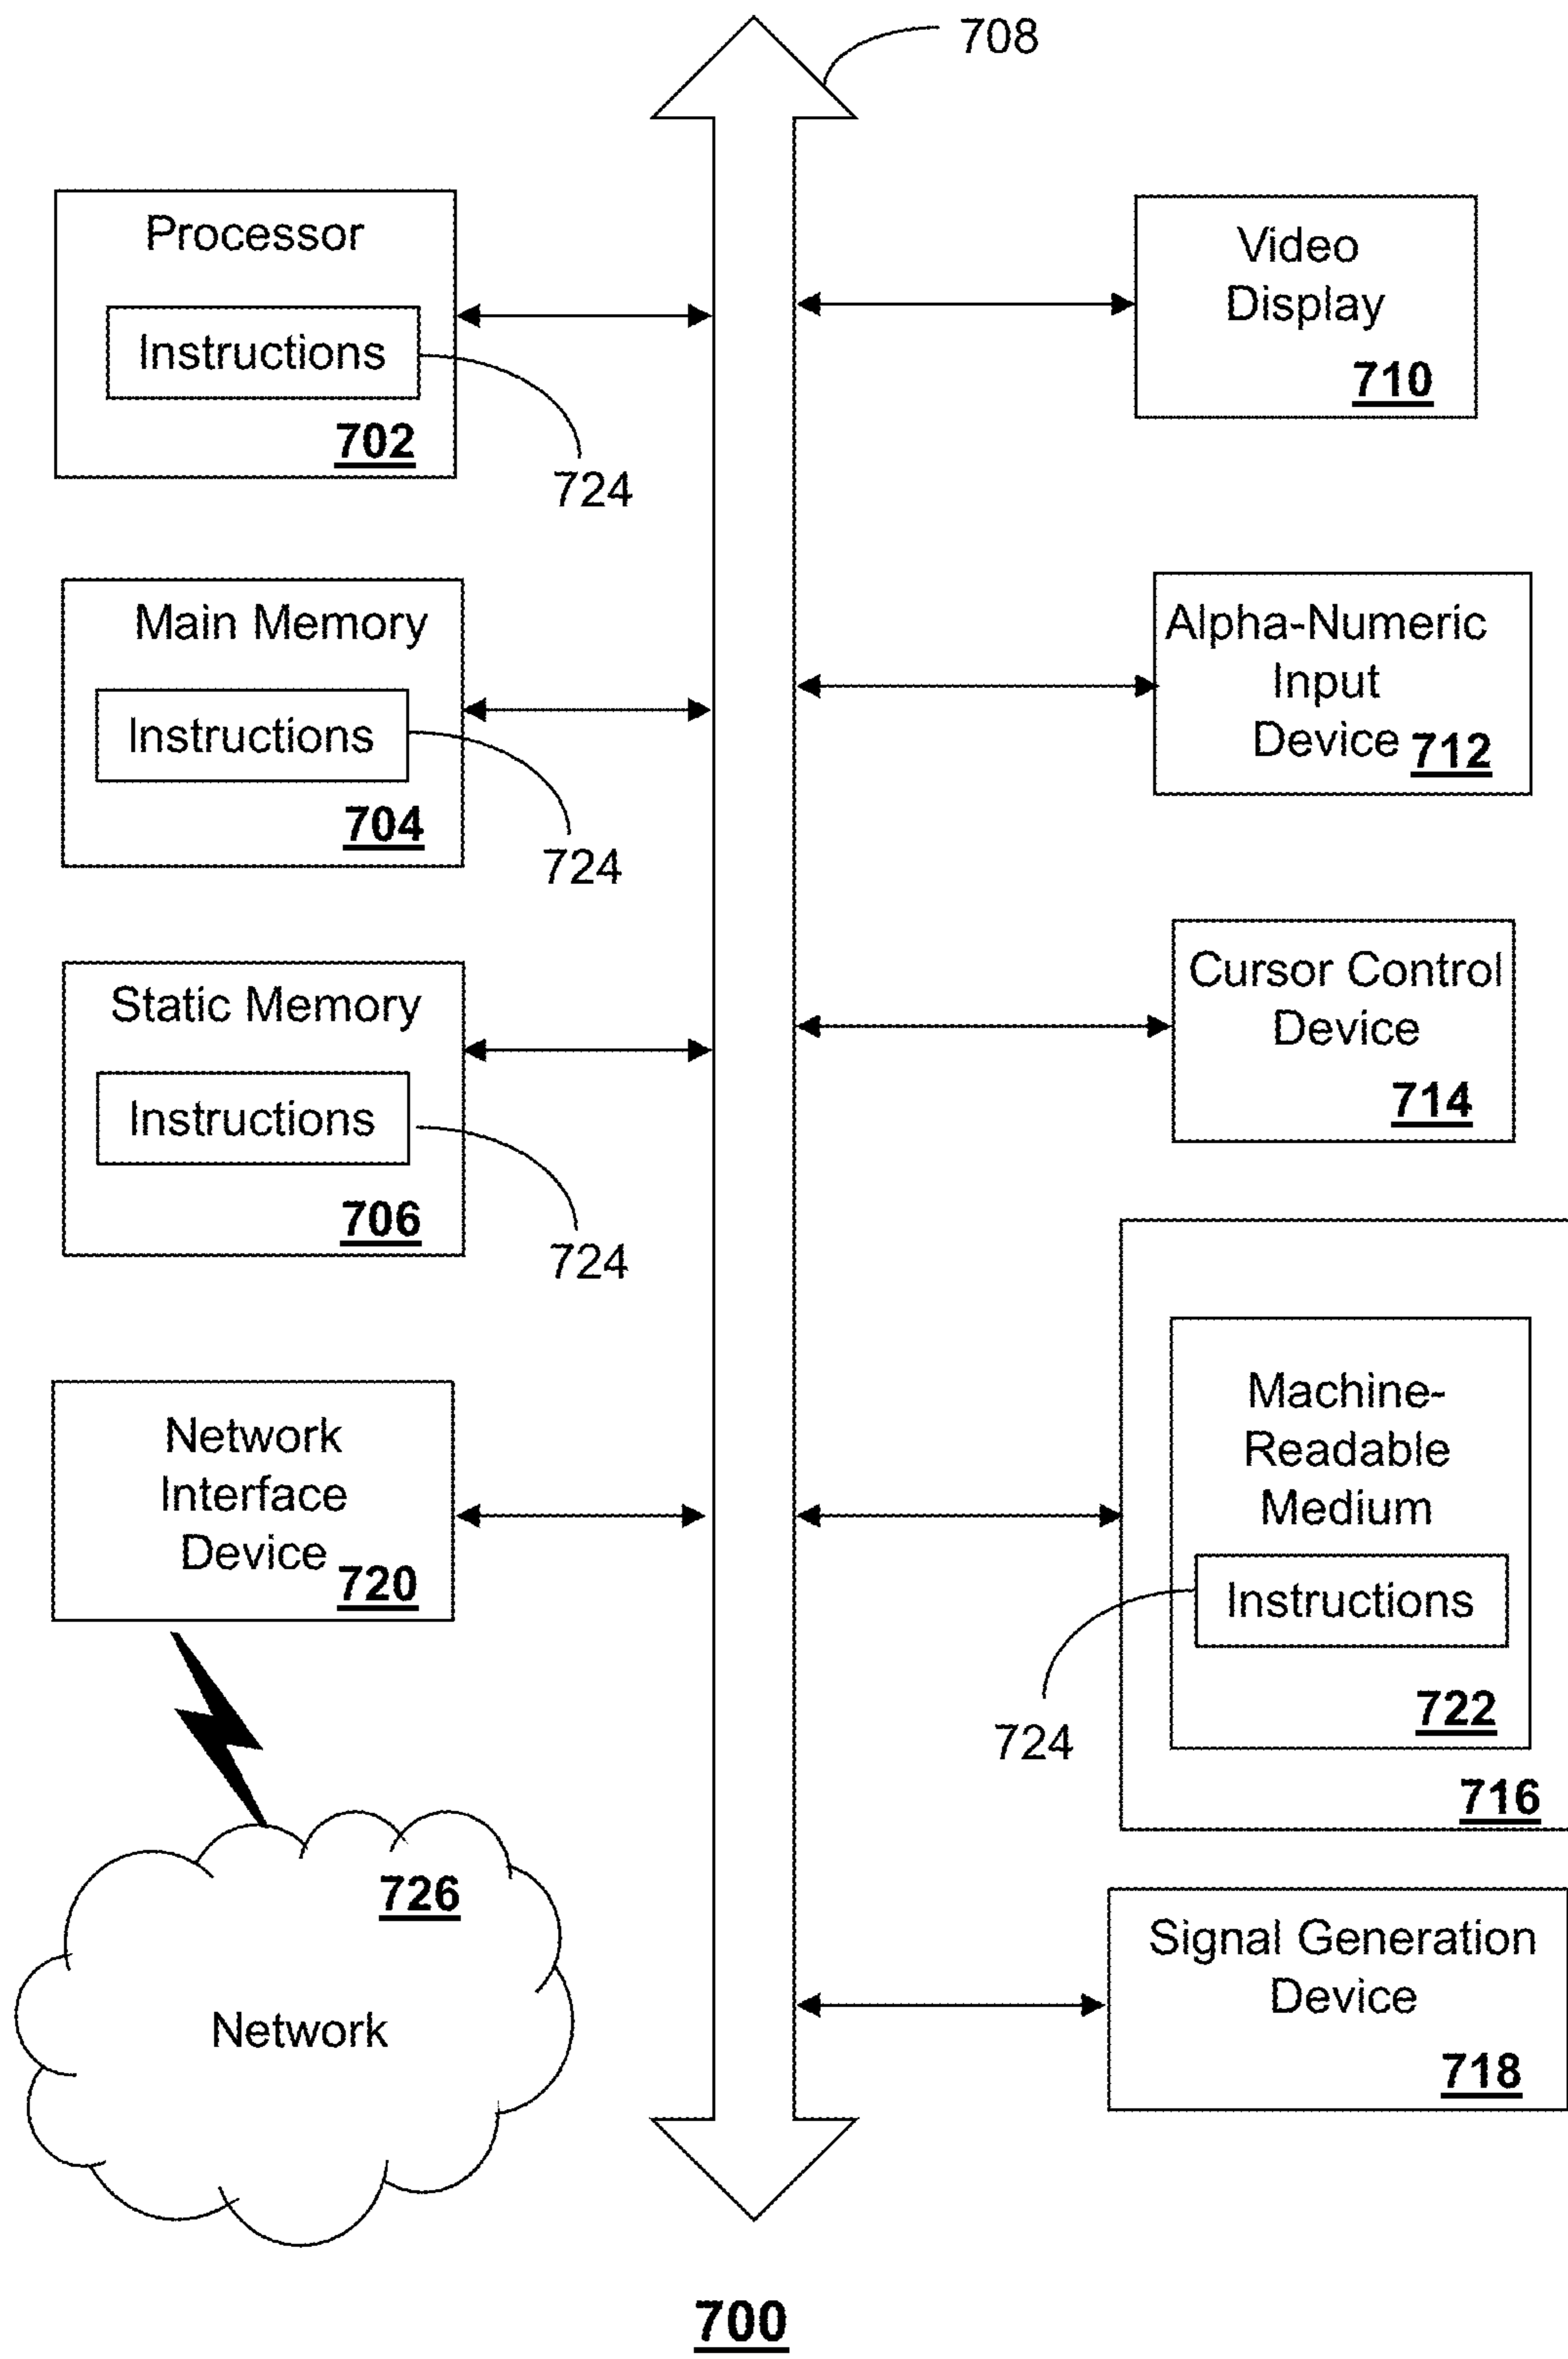 708
Processor
Instructions
702
724
Main Memory
Instructions
704
724
Static Memory
Instructions
706
724
Network
Interface
Device
720
726
Network
Video
Display
710
Alpha-Numeric
Input
Device
712
Cursor Control
Device
714
Machine-
Readable
Medium
Instructions
724
722
716
Signal Generation
Device
718
700